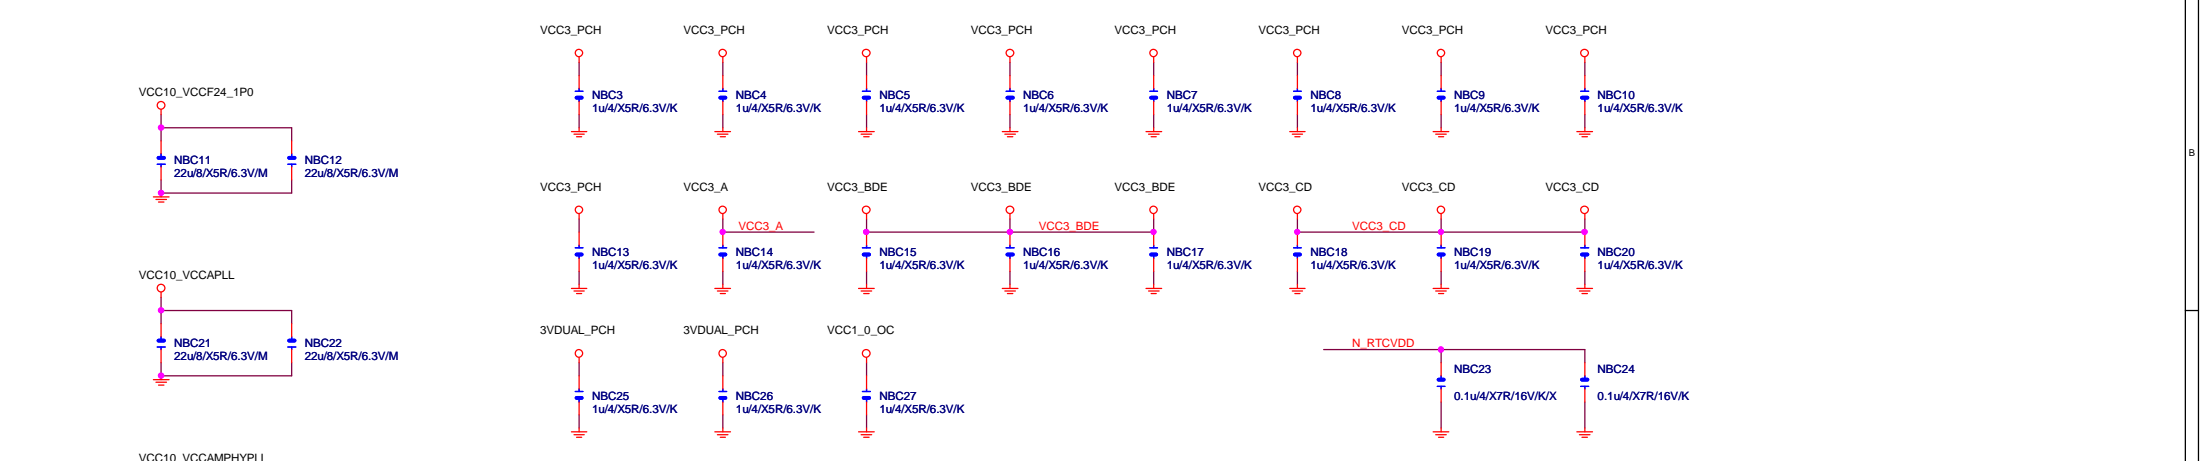 VCC3_PCH VCC3_PCH VCC3_PCH VCC3_PCH VCC3_PCH VCC3_PCH VCC3_PCH VCC3_PCH
NBC3 NBC4 NBC5 NBC6 NBC7 NBC8 NBC9 NBC10
1u/4/X5R/6.3V/K 1u/4/X5R/6.3V/K 1u/4/X5R/6.3V/K 1u/4/X5R/6.3V/K 1u/4/X5R/6.3V/K 1u/4/X5R/6.3V/K 1u/4/X5R/6.3V/K 1u/4/X5R/6.3V/K
VCC10_VCCF24_1P0
NBC11 NBC12
22u/8/X5R/6.3V/M 22u/8/X5R/6.3V/M
B
VCC3_PCH VCC3_A VCC3_BDE VCC3_BDE VCC3_BDE VCC3_CD VCC3_CD VCC3_CD
VCC3_A VCC3_BDE VCC3_CD
NBC13 NBC14 NBC15 NBC16 NBC17 NBC18 NBC19 NBC20
1u/4/X5R/6.3V/K 1u/4/X5R/6.3V/K 1u/4/X5R/6.3V/K 1u/4/X5R/6.3V/K 1u/4/X5R/6.3V/K 1u/4/X5R/6.3V/K 1u/4/X5R/6.3V/K 1u/4/X5R/6.3V/K
VCC10_VCCAPLL
NBC21 NBC22
22u/8/X5R/6.3V/M 22u/8/X5R/6.3V/M
3VDUAL_PCH 3VDUAL_PCH VCC1_0_OC
N_RTCVDD
NBC23 NBC24
0.1u/4/X7R/16V/K/X 0.1u/4/X7R/16V/K
NBC25 NBC26 NBC27
1u/4/X5R/6.3V/K 1u/4/X5R/6.3V/K 1u/4/X5R/6.3V/K
VCC10_VCCAMPHYPLL